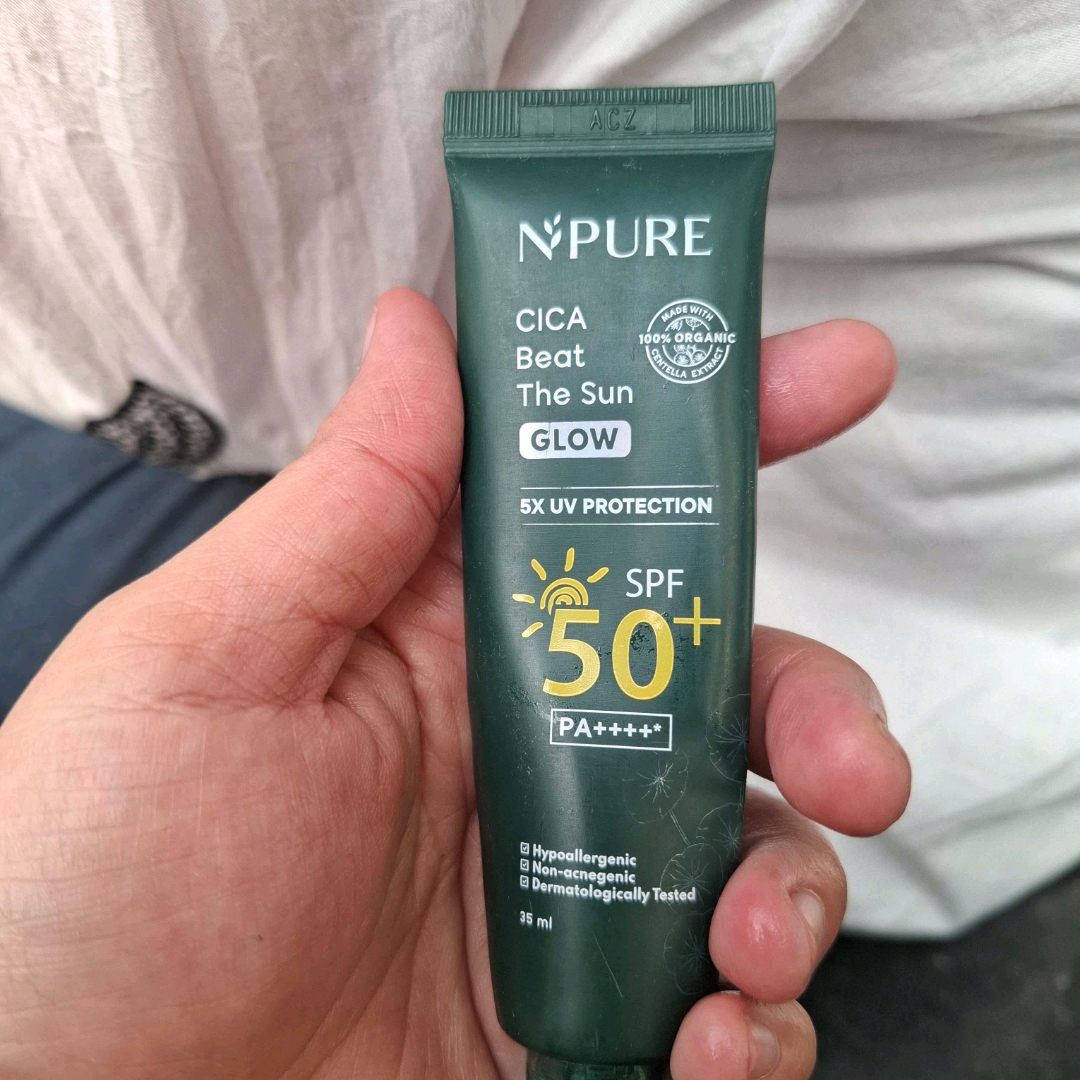 ACZ
NPURE
CICA
Beat
The Sun
GLOW
MADE WITH
100% ORGANIC
CENTELLA EXTRACT
5X UV PROTECTION
SPF
50+
PA++++*
Hypoallergenic
Non-acnegenic
Dermatologically Tested
35 ml